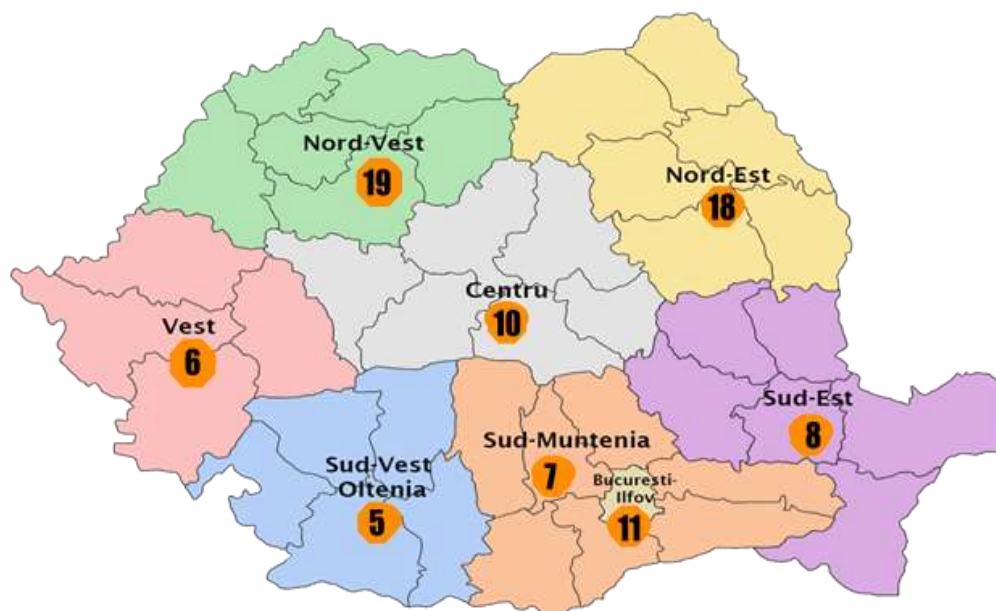 Nord-Vest
19
Nord-Est
18
Centru
10
Vest
6
Sud-Est
8
Sud-Muntenia
7
Sud-Vest
Oltenia
5
Bucuresti-
Ilfov
11